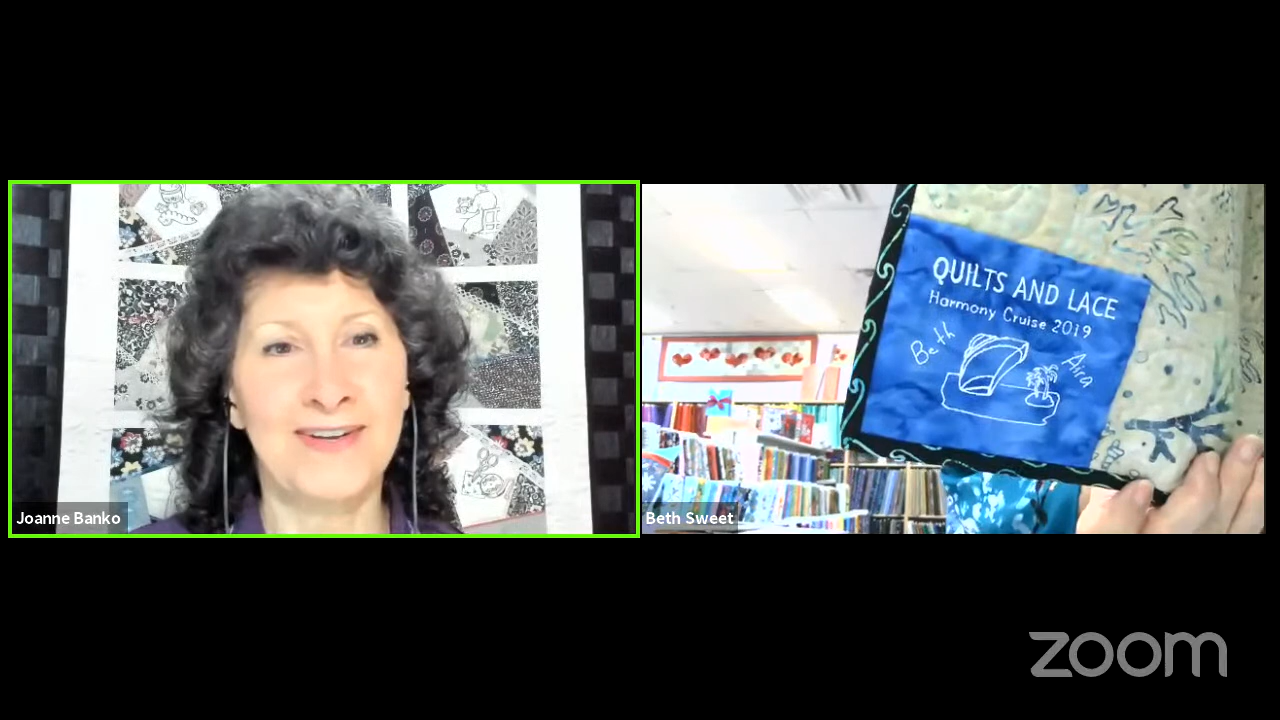 QUILTS AND LACE
Harmony Cruise 2019
Beth
Aira
Joanne Banko
Beth Sweet
zoom